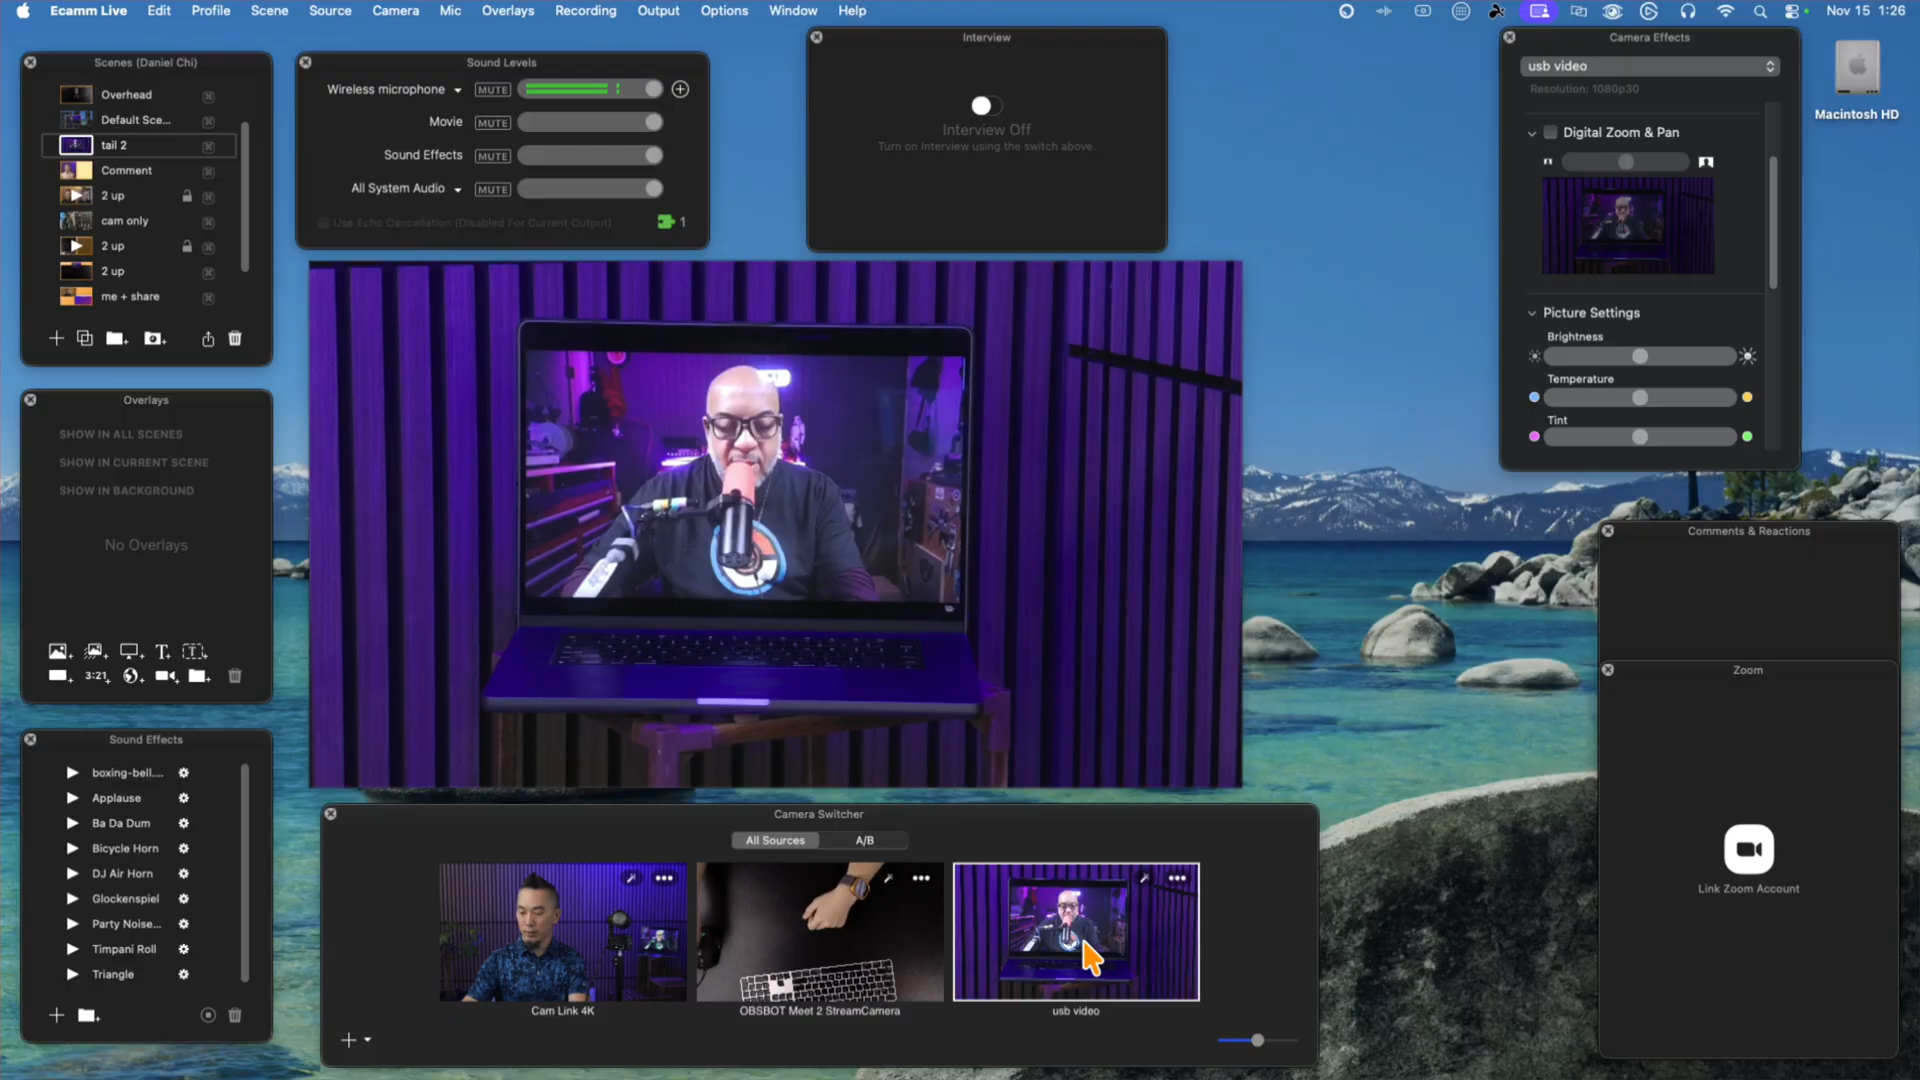 Ecamm Live Edit Profile Scene Source Camera Mic Overlays Recording Output Options Window Help
Nov 15 1:26
Scenes (Daniel Chi)
Overhead
Default Sce...
tail 2
Comment
2 up
cam only
2 up
2 up
me + share
Sound Levels
Wireless microphone MUTE
Movie MUTE
Sound Effects MUTE
All System Audio MUTE
Use Echo Cancellation (Disabled For Current Output)
1
Interview
Interview Off
Turn on Interview using the switch above.
Camera Effects
usb video
Resolution: 1080p30
Digital Zoom & Pan
Picture Settings
Brightness
Temperature
Tint
Macintosh HD
Overlays
SHOW IN ALL SCENES
SHOW IN CURRENT SCENE
SHOW IN BACKGROUND
No Overlays
3:21
Comments & Reactions
Zoom
Link Zoom Account
Sound Effects
boxing-bell....
Applause
Ba Da Dum
Bicycle Horn
DJ Air Horn
Glockenspiel
Party Noise...
Timpani Roll
Triangle
Camera Switcher
All Sources A/B
Cam Link 4K
OBSBOT Meet 2 StreamCamera
usb video